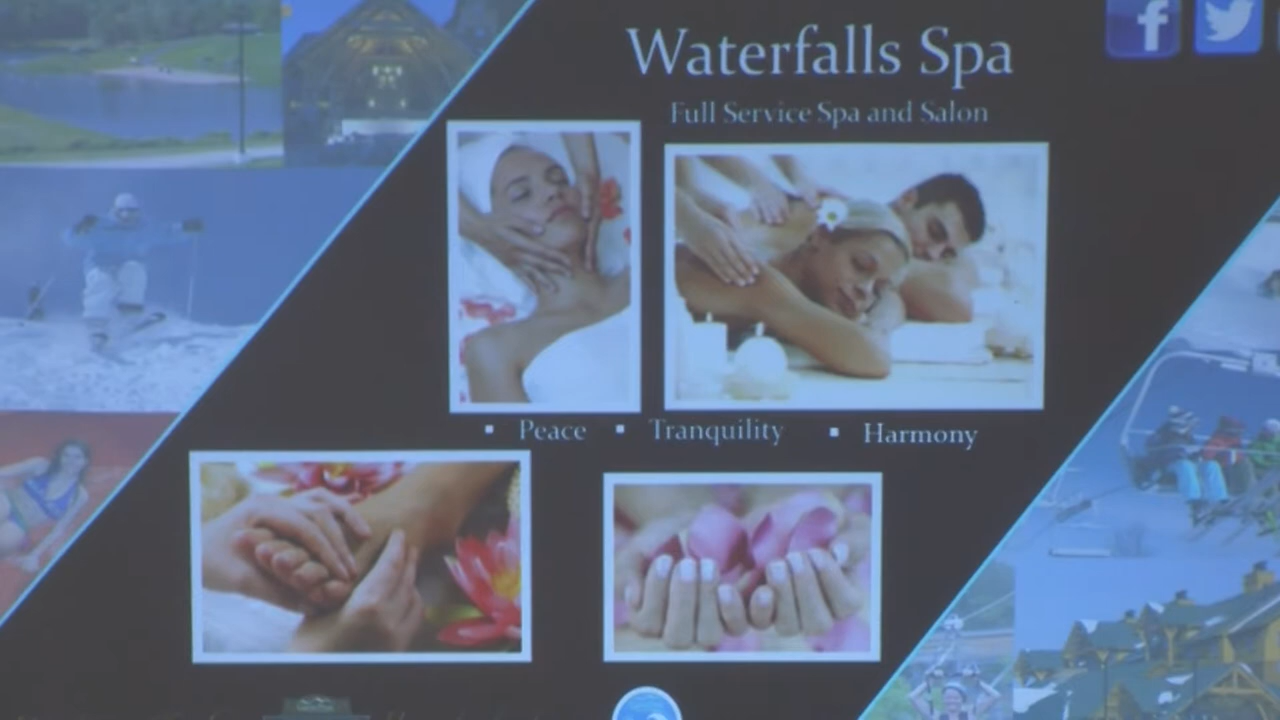 Waterfalls Spa
Full Service Spa and Salon
▪ Peace ▪ Tranquility ▪ Harmony